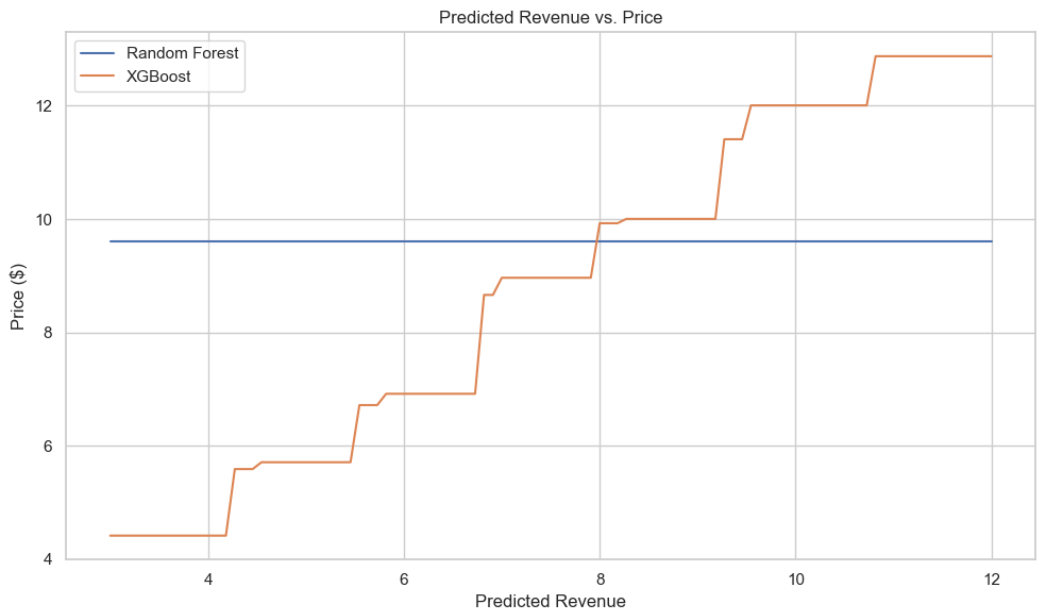 Predicted Revenue vs. Price
Random Forest
XGBoost
12
10
8
6
4
Price ($)
4
6
8
10
12
Predicted Revenue